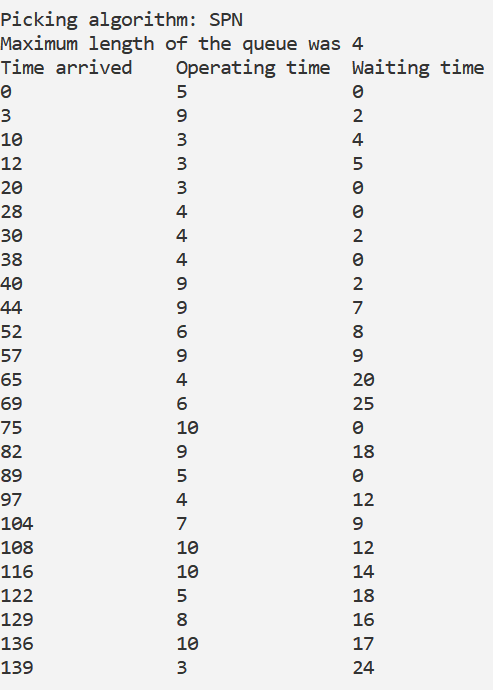 Picking algorithm: SPN
Maximum length of the queue was 4
Time arrived    Operating time  Waiting time
0               5               0
3               9               2
10              3               4
12              3               5
20              3               0
28              4               0
30              4               2
38              4               0
40              9               2
44              9               7
52              6               8
57              9               9
65              4               20
69              6               25
75              10              0
82              9               18
89              5               0
97              4               12
104             7               9
108             10              12
116             10              14
122             5               18
129             8               16
136             10              17
139             3               24